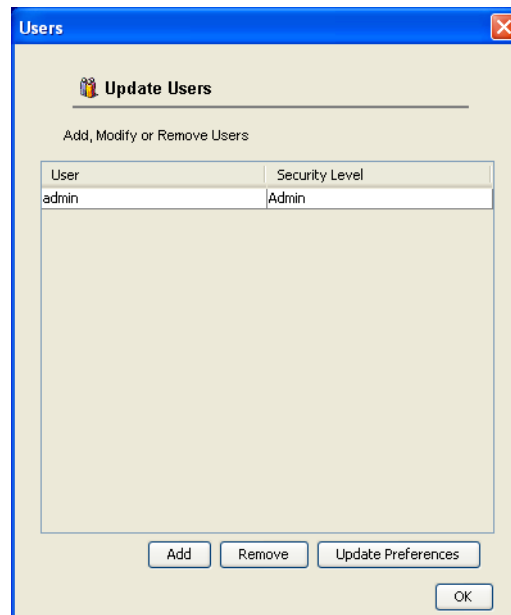 Users
Update Users
Add, Modify or Remove Users
User Security Level
admin Admin
Add Remove Update Preferences
OK